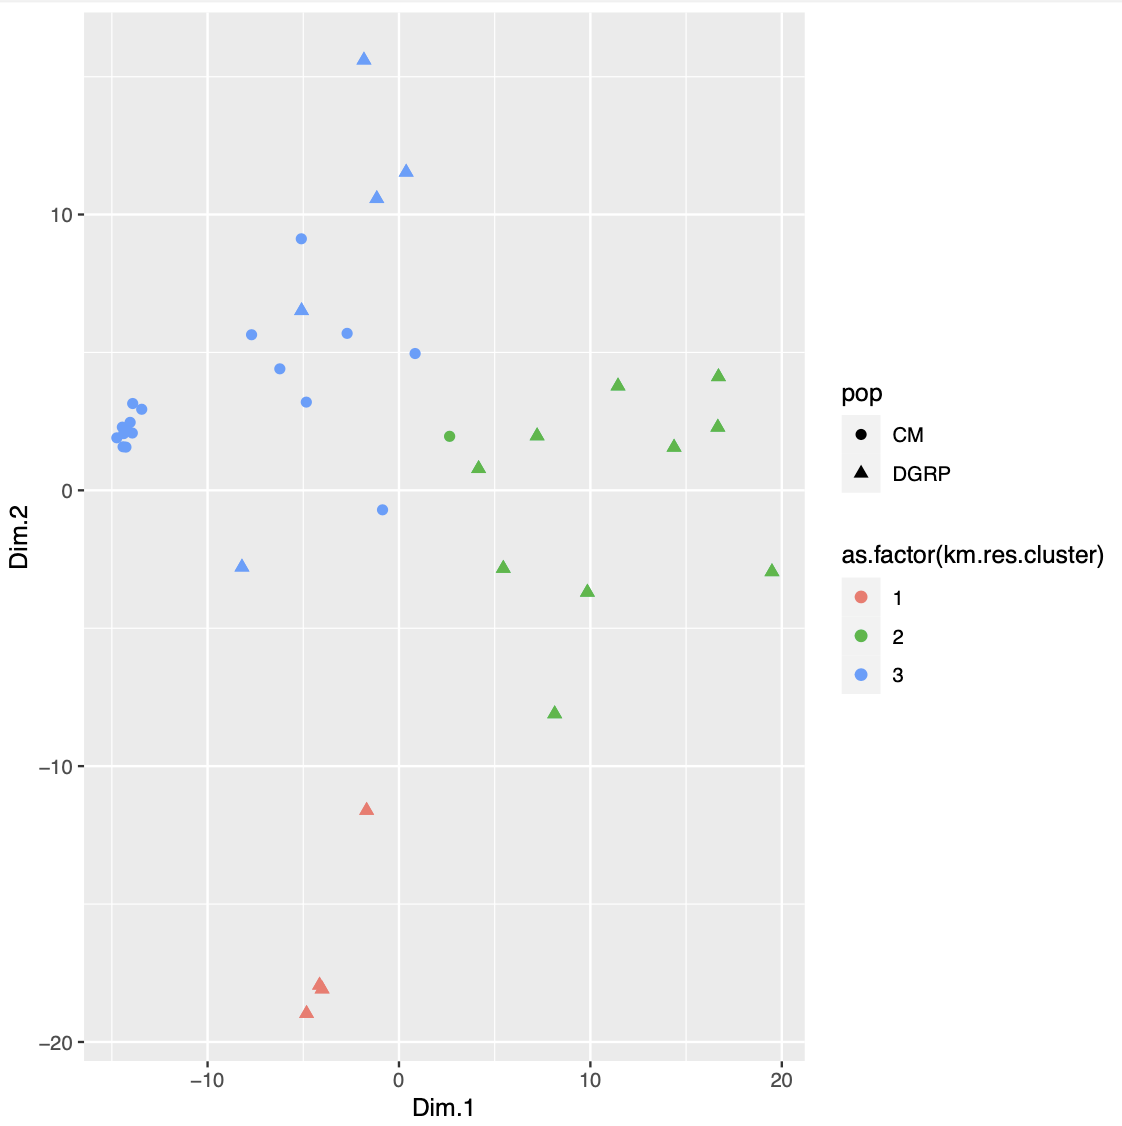 10
0
−10
−20
Dim.2
−10 0 10 20
Dim.1
pop
CM
DGRP
as.factor(km.res.cluster)
1
2
3